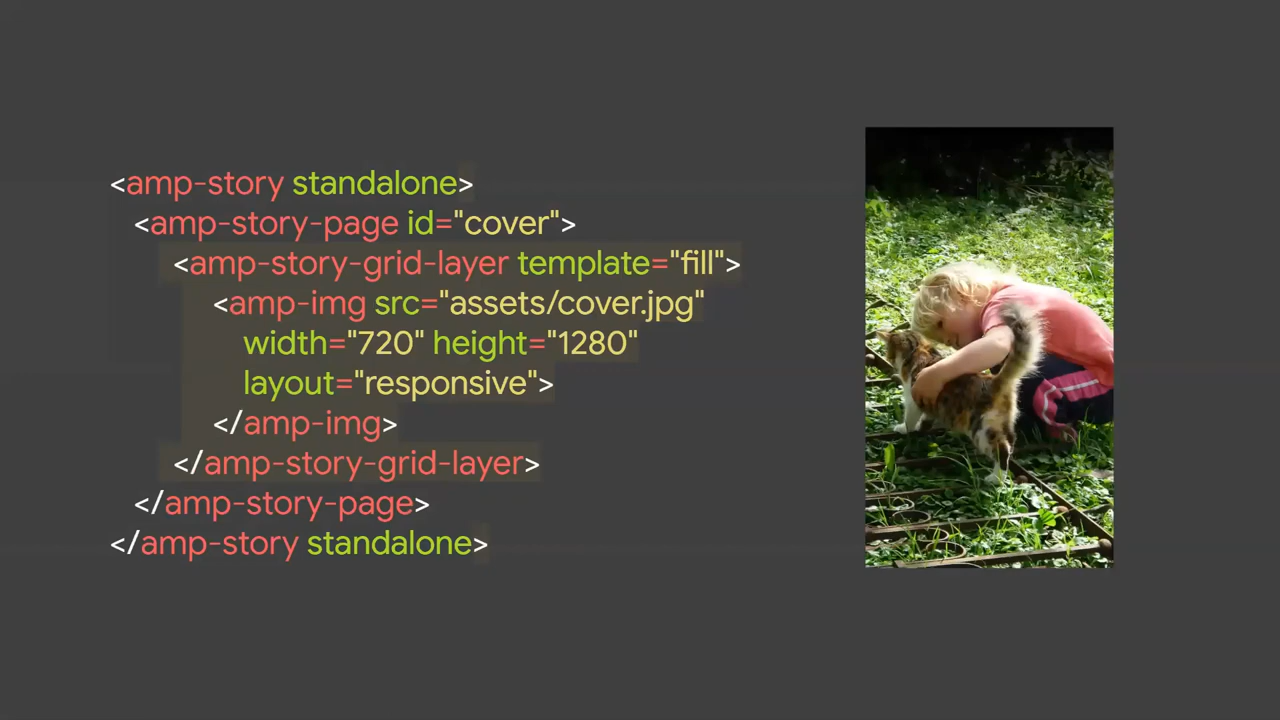 <amp-story standalone>
<amp-story-page id="cover">
<amp-story-grid-layer template="fill">
<amp-img src="assets/cover.jpg"
width="720" height="1280"
layout="responsive">
</amp-img>
</amp-story-grid-layer>
</amp-story-page>
</amp-story standalone>